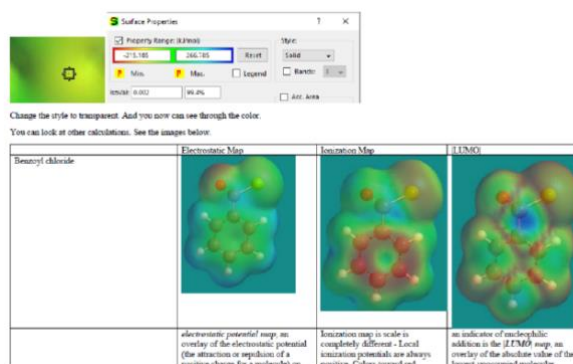 Surface Properties ? ×
Property Range: (kJ/mol) Style:
-215.185 266.785 Reset Solid
Min. Max. Legend Bands:
IsoVal: 0.002 99.4% Acc. Area
Change the style to transparent. And you now can see through the color.
You can look at other calculations. See the images below.
Electrostatic Map Ionization Map |LUMO|
Benzoyl chloride
electrostatic potential map, an Ionization map is scale is an indicator of nucleophilic
overlay of the electrostatic potential completely different - Local addition is the |LUMO| map, an
(the attraction or repulsion of a ionization potentials are always overlay of the absolute value of the